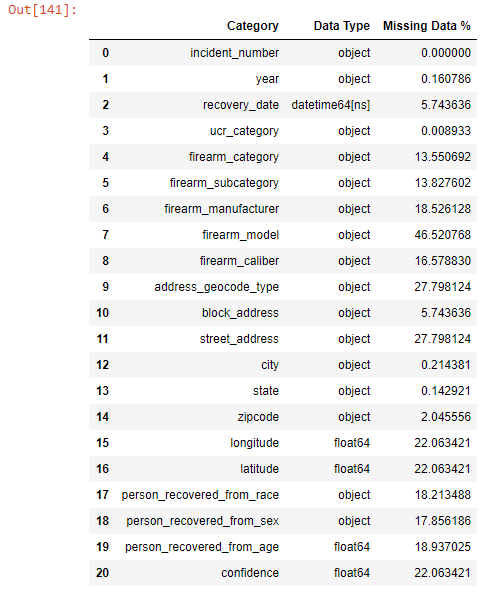 Out[141]:
Category Data Type Missing Data %
0 incident_number object 0.000000
1 year object 0.160786
2 recovery_date datetime64[ns] 5.743636
3 ucr_category object 0.008933
4 firearm_category object 13.550692
5 firearm_subcategory object 13.827602
6 firearm_manufacturer object 18.526128
7 firearm_model object 46.520768
8 firearm_caliber object 16.578830
9 address_geocode_type object 27.798124
10 block_address object 5.743636
11 street_address object 27.798124
12 city object 0.214381
13 state object 0.142921
14 zipcode object 2.045556
15 longitude float64 22.063421
16 latitude float64 22.063421
17 person_recovered_from_race object 18.213488
18 person_recovered_from_sex object 17.856186
19 person_recovered_from_age float64 18.937025
20 confidence float64 22.063421